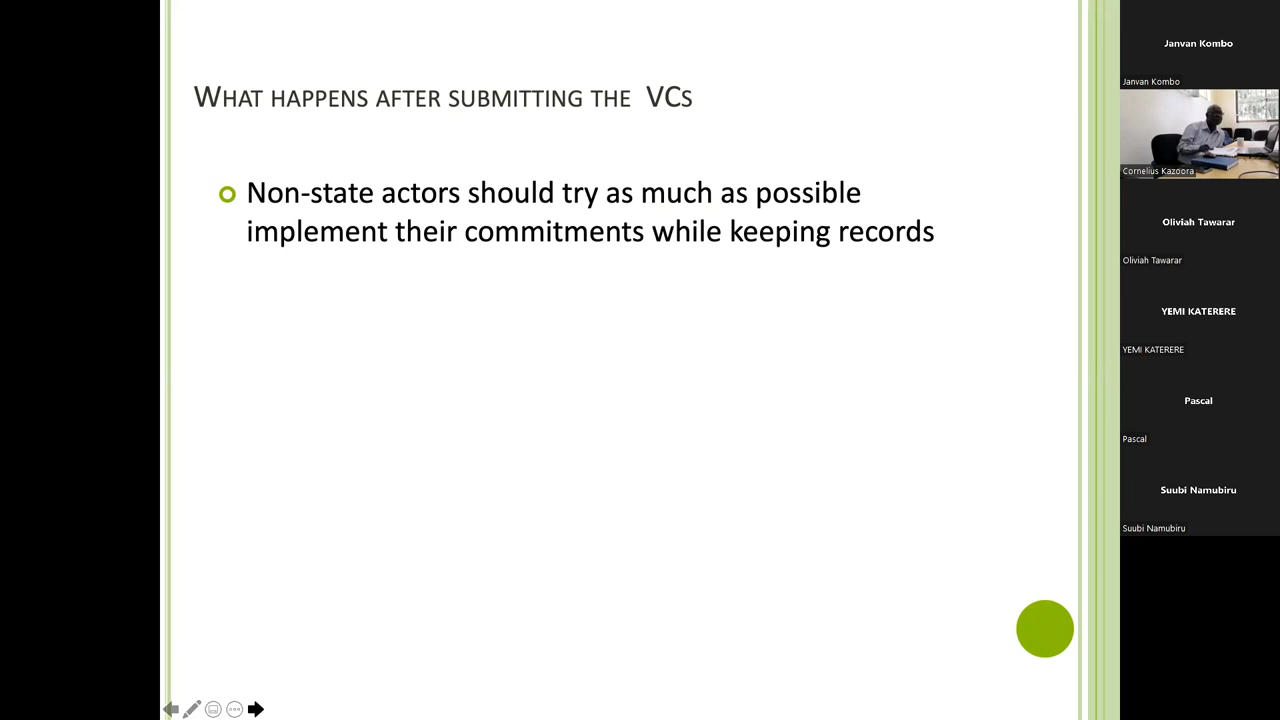 WHAT HAPPENS AFTER SUBMITTING THE VCS
Non-state actors should try as much as possible
implement their commitments while keeping records
Janvan Kombo
Janvan Kombo
Cornelius Kazoora
Oliviah Tawarar
Oliviah Tawarar
YEMI KATERERE
YEMI KATERERE
Pascal
Pascal
Suubi Namubiru
Suubi Namubiru